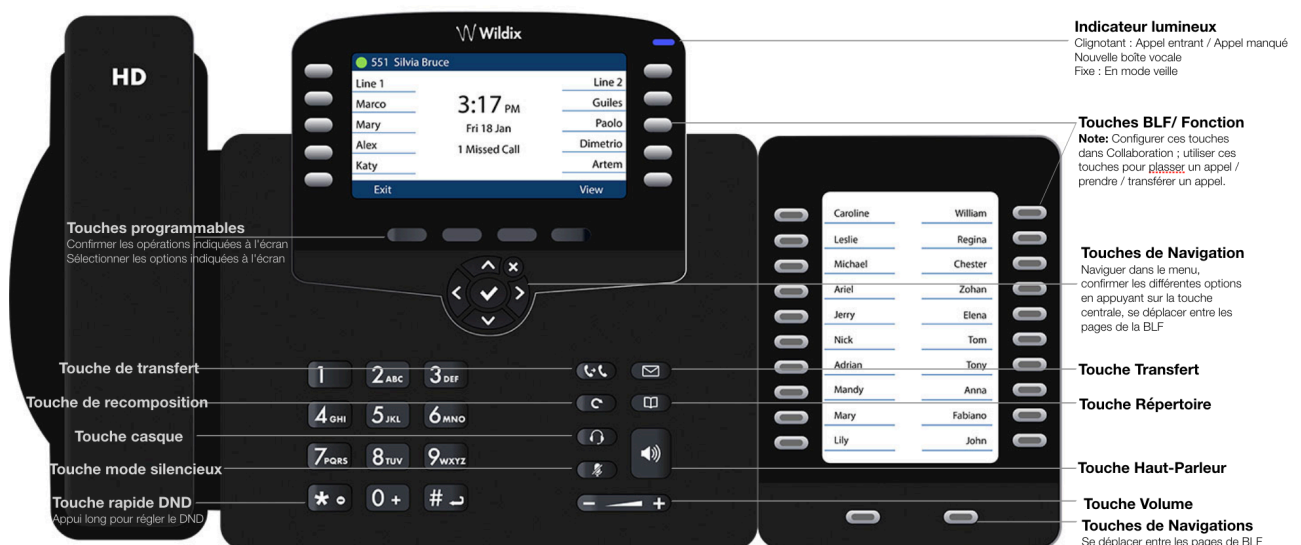 HD
Wildix
551 Silvia Bruce
Line 1
Marco
Mary
Alex
Katy
3:17 PM
Fri 18 Jan
1 Missed Call
Line 2
Guiles
Paolo
Dimetrio
Artem
Exit
View
Indicateur lumineux
Clignotant : Appel entrant / Appel manqué
Nouvelle boîte vocale
Fixe : En mode veille
Touches BLF/ Fonction
Note: Configurer ces touches
dans Collaboration ; utiliser ces
touches pour plasser un appel /
prendre / transférer un appel.
Touches programmables
Confirmer les opérations indiquées à l'écran
Sélectionner les options indiquées à l'écran
Touches de Navigation
Naviguer dans le menu,
confirmer les différentes option
en appuyant sur la touche
centrale, se déplacer entre les
pages de la BLF
Caroline William
Leslie Regina
Michael Chester
Ariel Zohan
Jerry Elena
Nick Tom
Adrian Tony
Mandy Anna
Mary Fabiano
Lily John
Touche de transfert
Touche de recomposition
Touche casque
Touche mode silencieux
Touche rapide DND
Appui long pour régler le DND
1 2 ABC 3 DEF
4 GHI 5 JKL 6 MNO
7 PQRS 8 TUV 9 WXYZ
* 0 + #
- +
Touche Transfert
Touche Répertoire
Touche Haut-Parleur
Touche Volume
Touches de Navigations
Se déplacer entre les pages de BLF